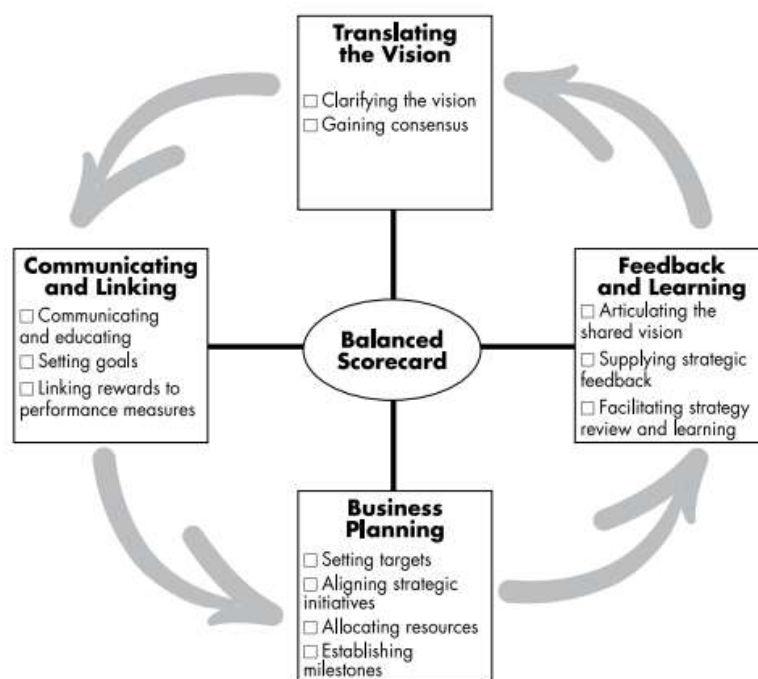 Translating
the Vision
☐ Clarifying the vision
☐ Gaining consensus
Communicating
and Linking
☐ Communicating
and educating
☐ Setting goals
☐ Linking rewards to
performance measures
Balanced
Scorecard
Feedback
and Learning
☐ Articulating the
shared vision
☐ Supplying strategic
feedback
☐ Facilitating strategy
review and learning
Business
Planning
☐ Setting targets
☐ Aligning strategic
initiatives
☐ Allocating resources
☐ Establishing
milestones